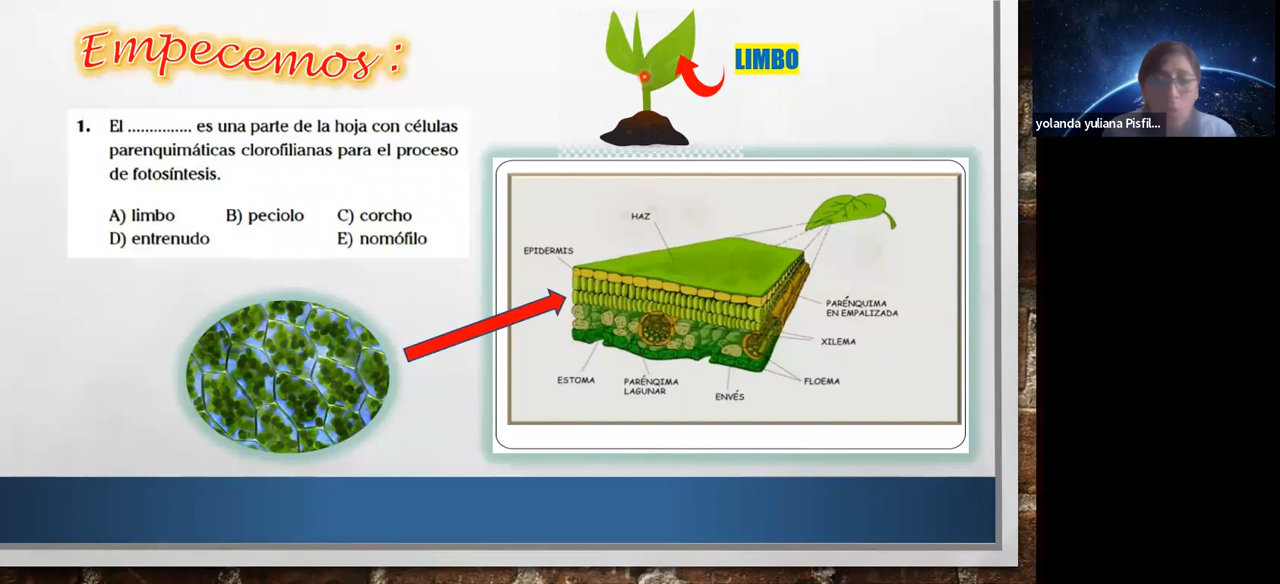 Empecemos :
LIMBO
yolanda yuliana Pisfil...
1. El ............... es una parte de la hoja con células
parenquimáticas clorofilianas para el proceso
de fotosíntesis.
A) limbo B) peciolo C) corcho
D) entrenudo E) nomófilo
HAZ
EPIDERMIS
PARÉNQUIMA
EN EMPALIZADA
XILEMA
ESTOMA
PARÉNQIMA
LAGUNAR
ENVÉS
FLOEMA